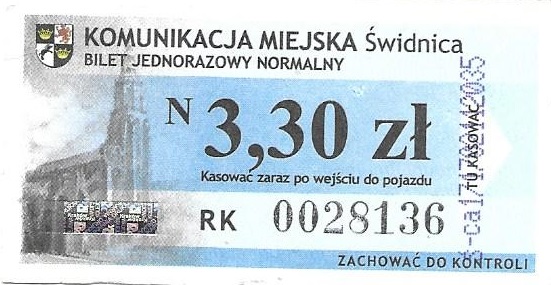 KOMUNIKACJA MIEJSKA Świdnica
BILET JEDNORAZOWY NORMALNY
N 3,30 zł
Kasować zaraz po wejściu do pojazdu
RK 0028136
ZACHOWAĆ DO KONTROLI
TU KASOWAĆ